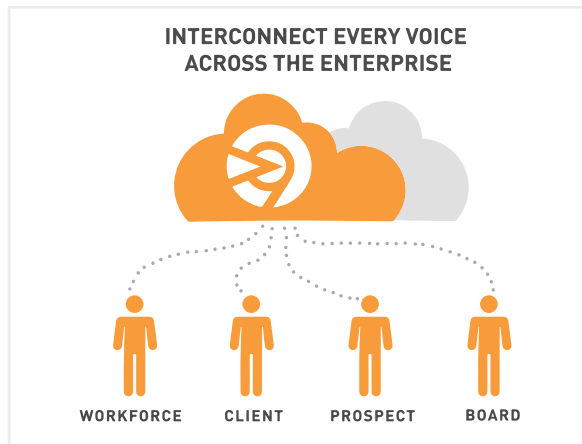 INTERCONNECT EVERY VOICE
ACROSS THE ENTERPRISE
WORKFORCE CLIENT PROSPECT BOARD